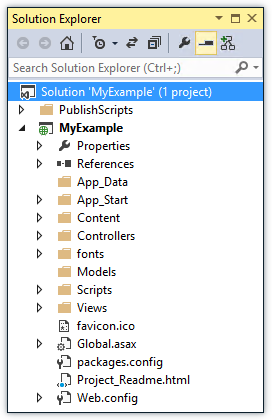 Solution Explorer
Search Solution Explorer (Ctrl+;)
Solution 'MyExample' (1 project)
PublishScripts
MyExample
Properties
References
App_Data
App_Start
Content
Controllers
fonts
Models
Scripts
Views
favicon.ico
Global.asax
packages.config
Project_Readme.html
Web.config